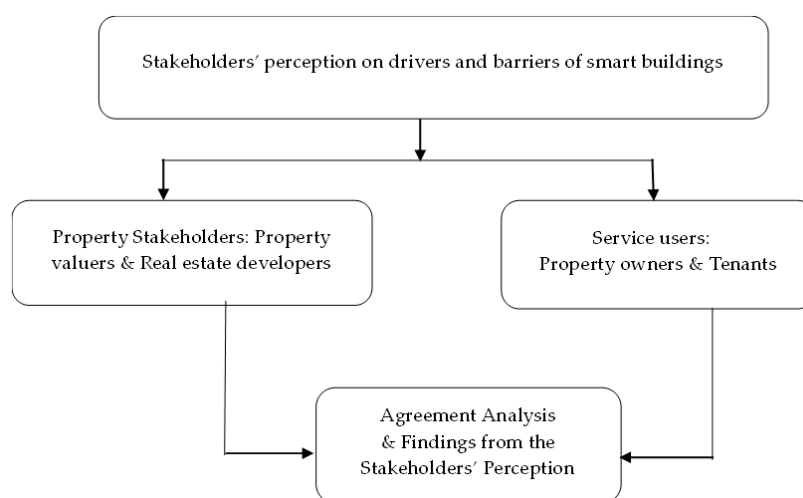 Stakeholders’ perception on drivers and barriers of smart buildings
Property Stakeholders: Property
valuers & Real estate developers
Service users:
Property owners & Tenants
Agreement Analysis
& Findings from the
Stakeholders’ Perception